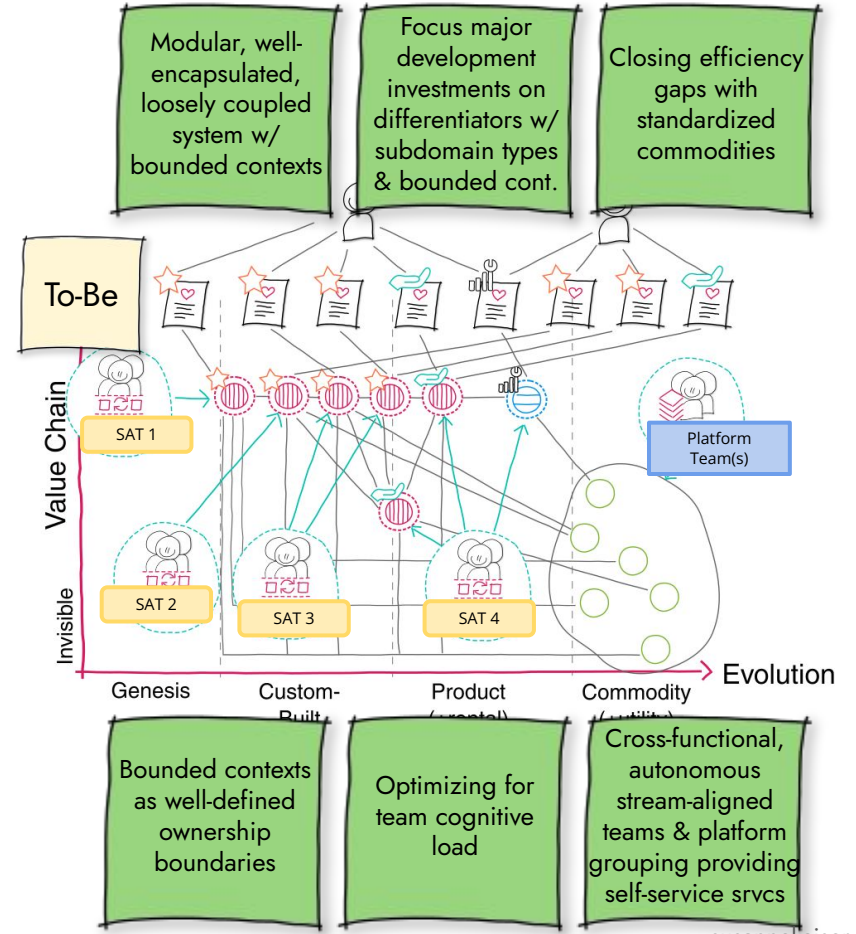 Modular, well-
encapsulated,
loosely coupled
system w/
bounded contexts
Focus major
development
investments on
differentiators w/
subdomain types
& bounded cont.
Closing efficiency
gaps with
standardized
commodities
To-Be
Value Chain
Invisible
SAT 1
SAT 2
SAT 3
SAT 4
Platform
Team(s)
Evolution
Genesis
Custom-
Built
Product
(+rental)
Commodity
(+utility)
Bounded contexts
as well-defined
ownership
boundaries
Optimizing for
team cognitive
load
Cross-functional,
autonomous
stream-aligned
teams & platform
grouping providing
self-service srvcs